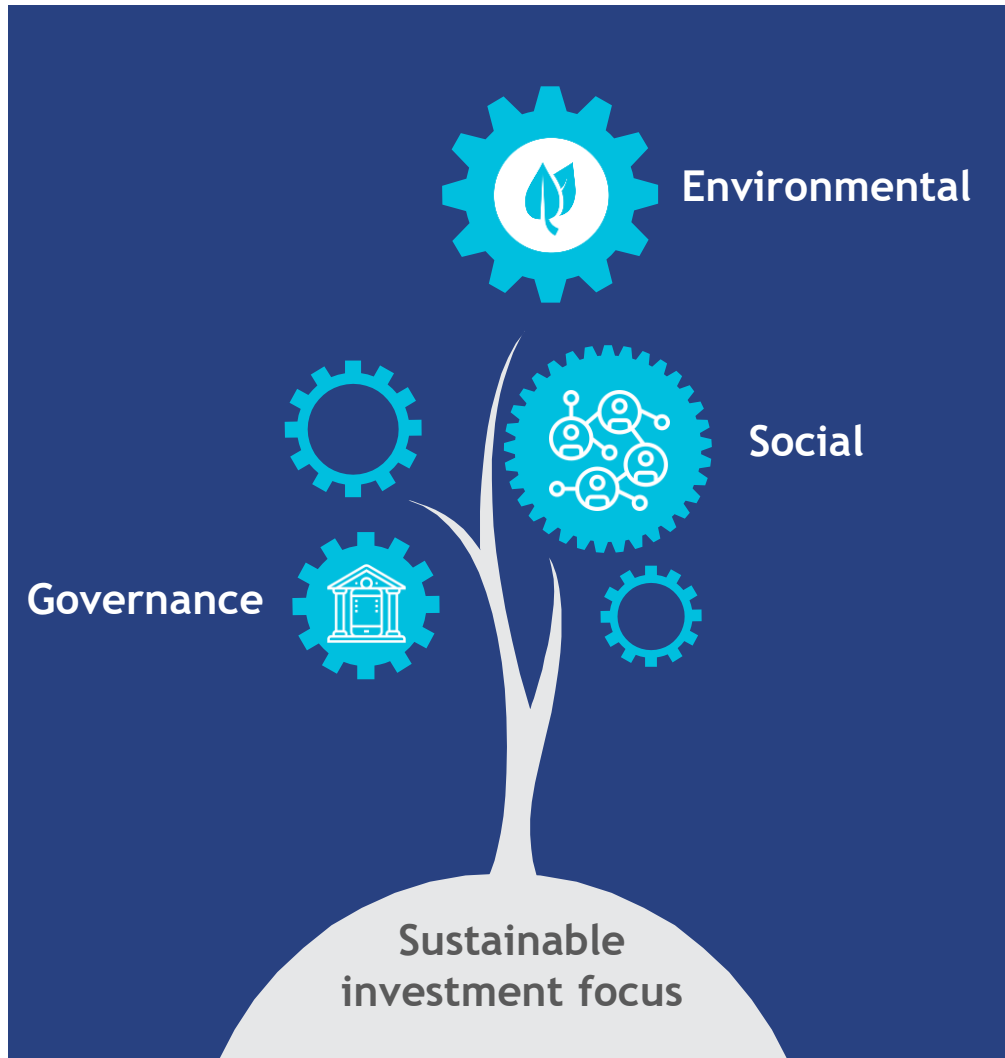 Environmental
Social
Governance
Sustainable
investment focus